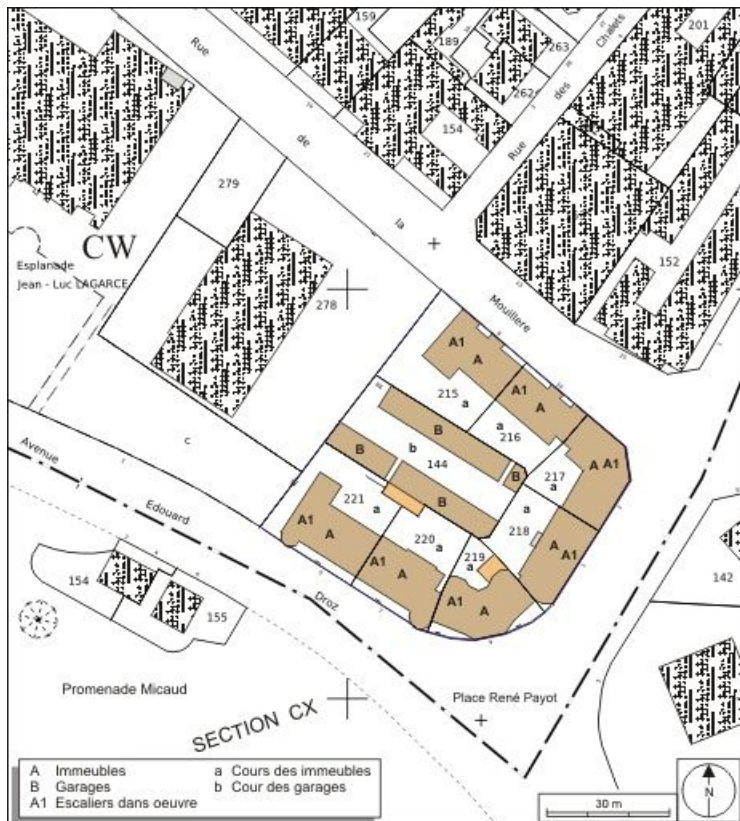 159
189
263
201
Rue
de
la
Mouillere
Rue
des
Chalets
262
154
279
CW
Esplanade
Jean - Luc LAGARCE
278
152
A1
A
215
a
A1
A
a
216
B
B
b
144
B
B
217
a
A
A1
221
a
A1
A
220
a
219
a
a
218
A
A1
A1
A
A1
A
c
Avenue
Edouard
Droz
154
155
142
Promenade Micaud
SECTION CX
Place René Payot
A Immeubles
B Garages
A1 Escaliers dans oeuvre
a Cours des immeubles
b Cour des garages
30 m
N